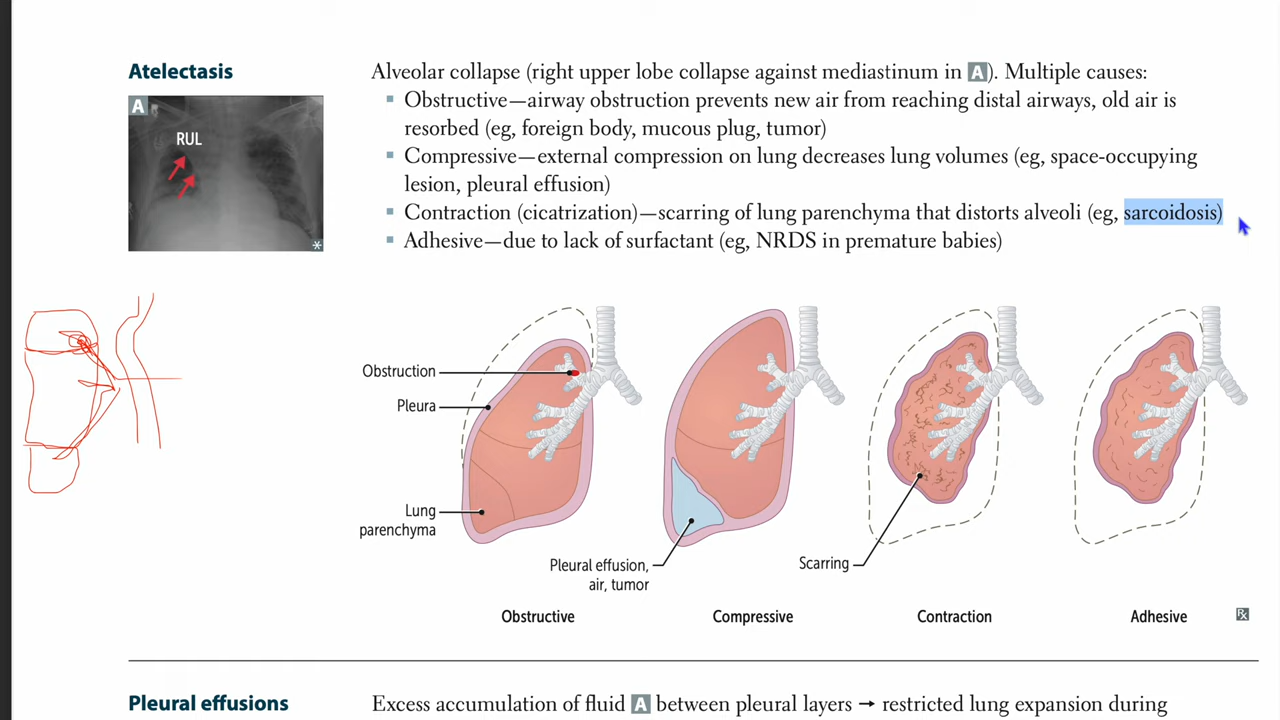 Atelectasis
Alveolar collapse (right upper lobe collapse against mediastinum in A). Multiple causes:
A
RUL
*
▪ Obstructive—airway obstruction prevents new air from reaching distal airways, old air is
resorbed (eg, foreign body, mucous plug, tumor)
▪ Compressive—external compression on lung decreases lung volumes (eg, space-occupying
lesion, pleural effusion)
▪ Contraction (cicatrization)—scarring of lung parenchyma that distorts alveoli (eg, sarcoidosis)
▪ Adhesive—due to lack of surfactant (eg, NRDS in premature babies)
Obstruction
Pleura
Lung
parenchyma
Pleural effusion,
air, tumor
Scarring
Obstructive
Compressive
Contraction
Adhesive
Rx
Pleural effusions
Excess accumulation of fluid A between pleural layers → restricted lung expansion during